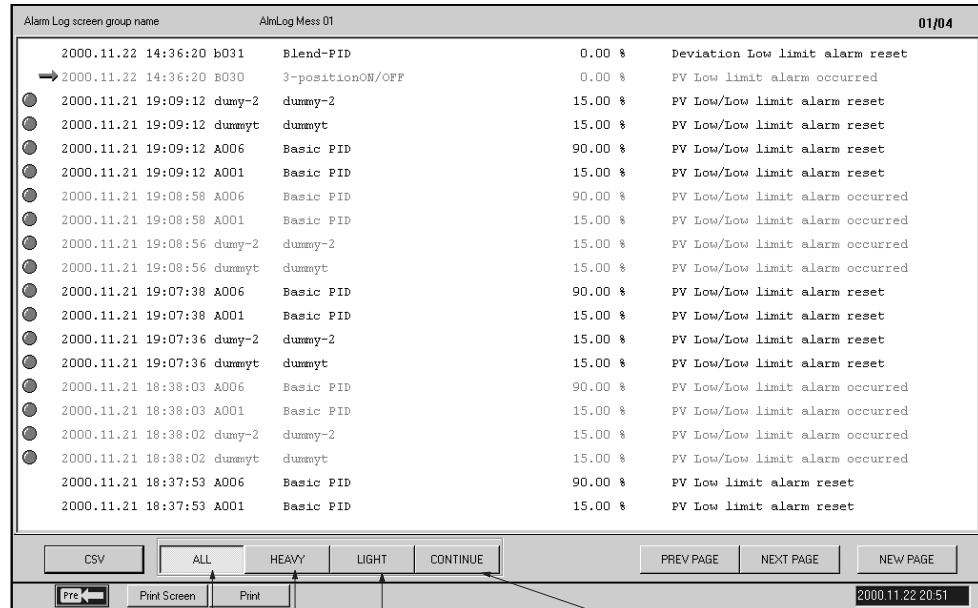 Alarm Log screen group name AlmLog Mess 01 01/04
2000.11.22 14:36:20 b031 Blend-PID 0.00 % Deviation Low limit alarm reset
2000.11.22 14:36:20 B030 3-positionON/OFF 0.00 % PV Low limit alarm occurred
2000.11.21 19:09:12 dumy-2 dummy-2 15.00 % PV Low/Low limit alarm reset
2000.11.21 19:09:12 dummyt dummyt 15.00 % PV Low/Low limit alarm reset
2000.11.21 19:09:12 A006 Basic PID 90.00 % PV Low/Low limit alarm reset
2000.11.21 19:09:12 A001 Basic PID 15.00 % PV Low/Low limit alarm reset
2000.11.21 19:08:58 A006 Basic PID 90.00 % PV Low/Low limit alarm occurred
2000.11.21 19:08:58 A001 Basic PID 15.00 % PV Low/Low limit alarm occurred
2000.11.21 19:08:56 dumy-2 dummy-2 15.00 % PV Low/Low limit alarm occurred
2000.11.21 19:08:56 dummyt dummyt 15.00 % PV Low/Low limit alarm occurred
2000.11.21 19:07:38 A006 Basic PID 90.00 % PV Low/Low limit alarm reset
2000.11.21 19:07:38 A001 Basic PID 15.00 % PV Low/Low limit alarm reset
2000.11.21 19:07:36 dumy-2 dummy-2 15.00 % PV Low/Low limit alarm reset
2000.11.21 19:07:36 dummyt dummyt 15.00 % PV Low/Low limit alarm reset
2000.11.21 18:38:03 A006 Basic PID 90.00 % PV Low/Low limit alarm occurred
2000.11.21 18:38:03 A001 Basic PID 15.00 % PV Low/Low limit alarm occurred
2000.11.21 18:38:02 dumy-2 dummy-2 15.00 % PV Low/Low limit alarm occurred
2000.11.21 18:38:02 dummyt dummyt 15.00 % PV Low/Low limit alarm occurred
2000.11.21 18:37:53 A006 Basic PID 90.00 % PV Low limit alarm reset
2000.11.21 18:37:53 A001 Basic PID 15.00 % PV Low limit alarm reset
CSV ALL HEAVY LIGHT CONTINUE PREV PAGE NEXT PAGE NEW PAGE
Pre Print Screen Print 2000.11.22 20:51